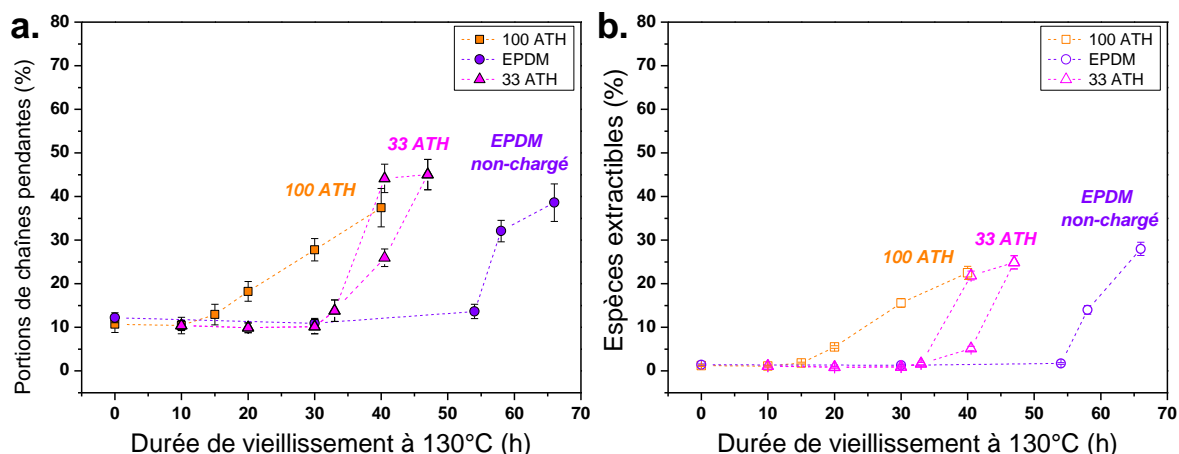 a.
Portions de chaînes pendantes (%)
80
70
60
50
40
30
20
10
0
100 ATH
EPDM
33 ATH
EPDM
non-chargé
33 ATH
100 ATH
0 10 20 30 40 50 60 70
Durée de vieillissement à 130°C (h)
b.
Espèces extractibles (%)
80
70
60
50
40
30
20
10
0
100 ATH
EPDM
33 ATH
EPDM
non-chargé
33 ATH
100 ATH
0 10 20 30 40 50 60 70
Durée de vieillissement à 130°C (h)